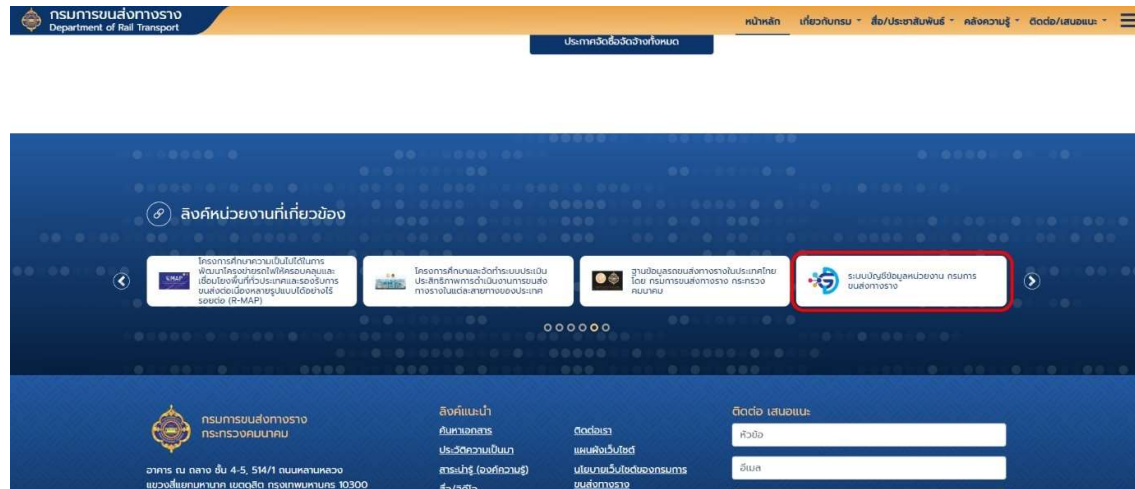 กรมการขนส่งทางราง
Department of Rail Transport
หน้าหลัก เกี่ยวกับกรม สื่อ/ประชาสัมพันธ์ คลังความรู้ ติดต่อ/เสนอแนะ
ประกาศจัดซื้อจัดจ้างทั้งหมด
ลิงค์หน่วยงานที่เกี่ยวข้อง
โครงการศึกษาความเป็นไปได้ในการ
พัฒนาโครงข่ายรถไฟให้ครอบคลุมและ
เชื่อมโยงพื้นที่ทั่วประเทศและรองรับการ
ขนส่งต่อเนื่องหลายรูปแบบได้อย่างไร้
รอยต่อ (R-MAP)
โครงการศึกษาและจัดทำระบบประเมิน
ประสิทธิภาพการดำเนินงานการขนส่ง
ทางรางในแต่ละสายทางของประเทศ
ฐานข้อมูลรถขนส่งทางรางในประเทศไทย
โดย กรมการขนส่งทางราง กระทรวง
คมนาคม
ระบบบัญชีข้อมูลหน่วยงาน กรมการ
ขนส่งทางราง
กรมการขนส่งทางราง
กระทรวงคมนาคม
อาคาร ณ ถลาง ชั้น 4-5, 514/1 ถนนหลานหลวง
แขวงสี่แยกมหานาค เขตดุสิต กรุงเทพมหานคร 10300
ลิงค์แนะนำ
ค้นหาเอกสาร
ประวัติความเป็นมา
สาระน่ารู้ (องค์ความรู้)
สื่อ/วิดีโอ
ติดต่อเรา
แผนผังเว็บไซต์
นโยบายเว็บไซต์ของกรมการ
ขนส่งทางราง
ติดต่อ เสนอแนะ
หัวข้อ
อีเมล